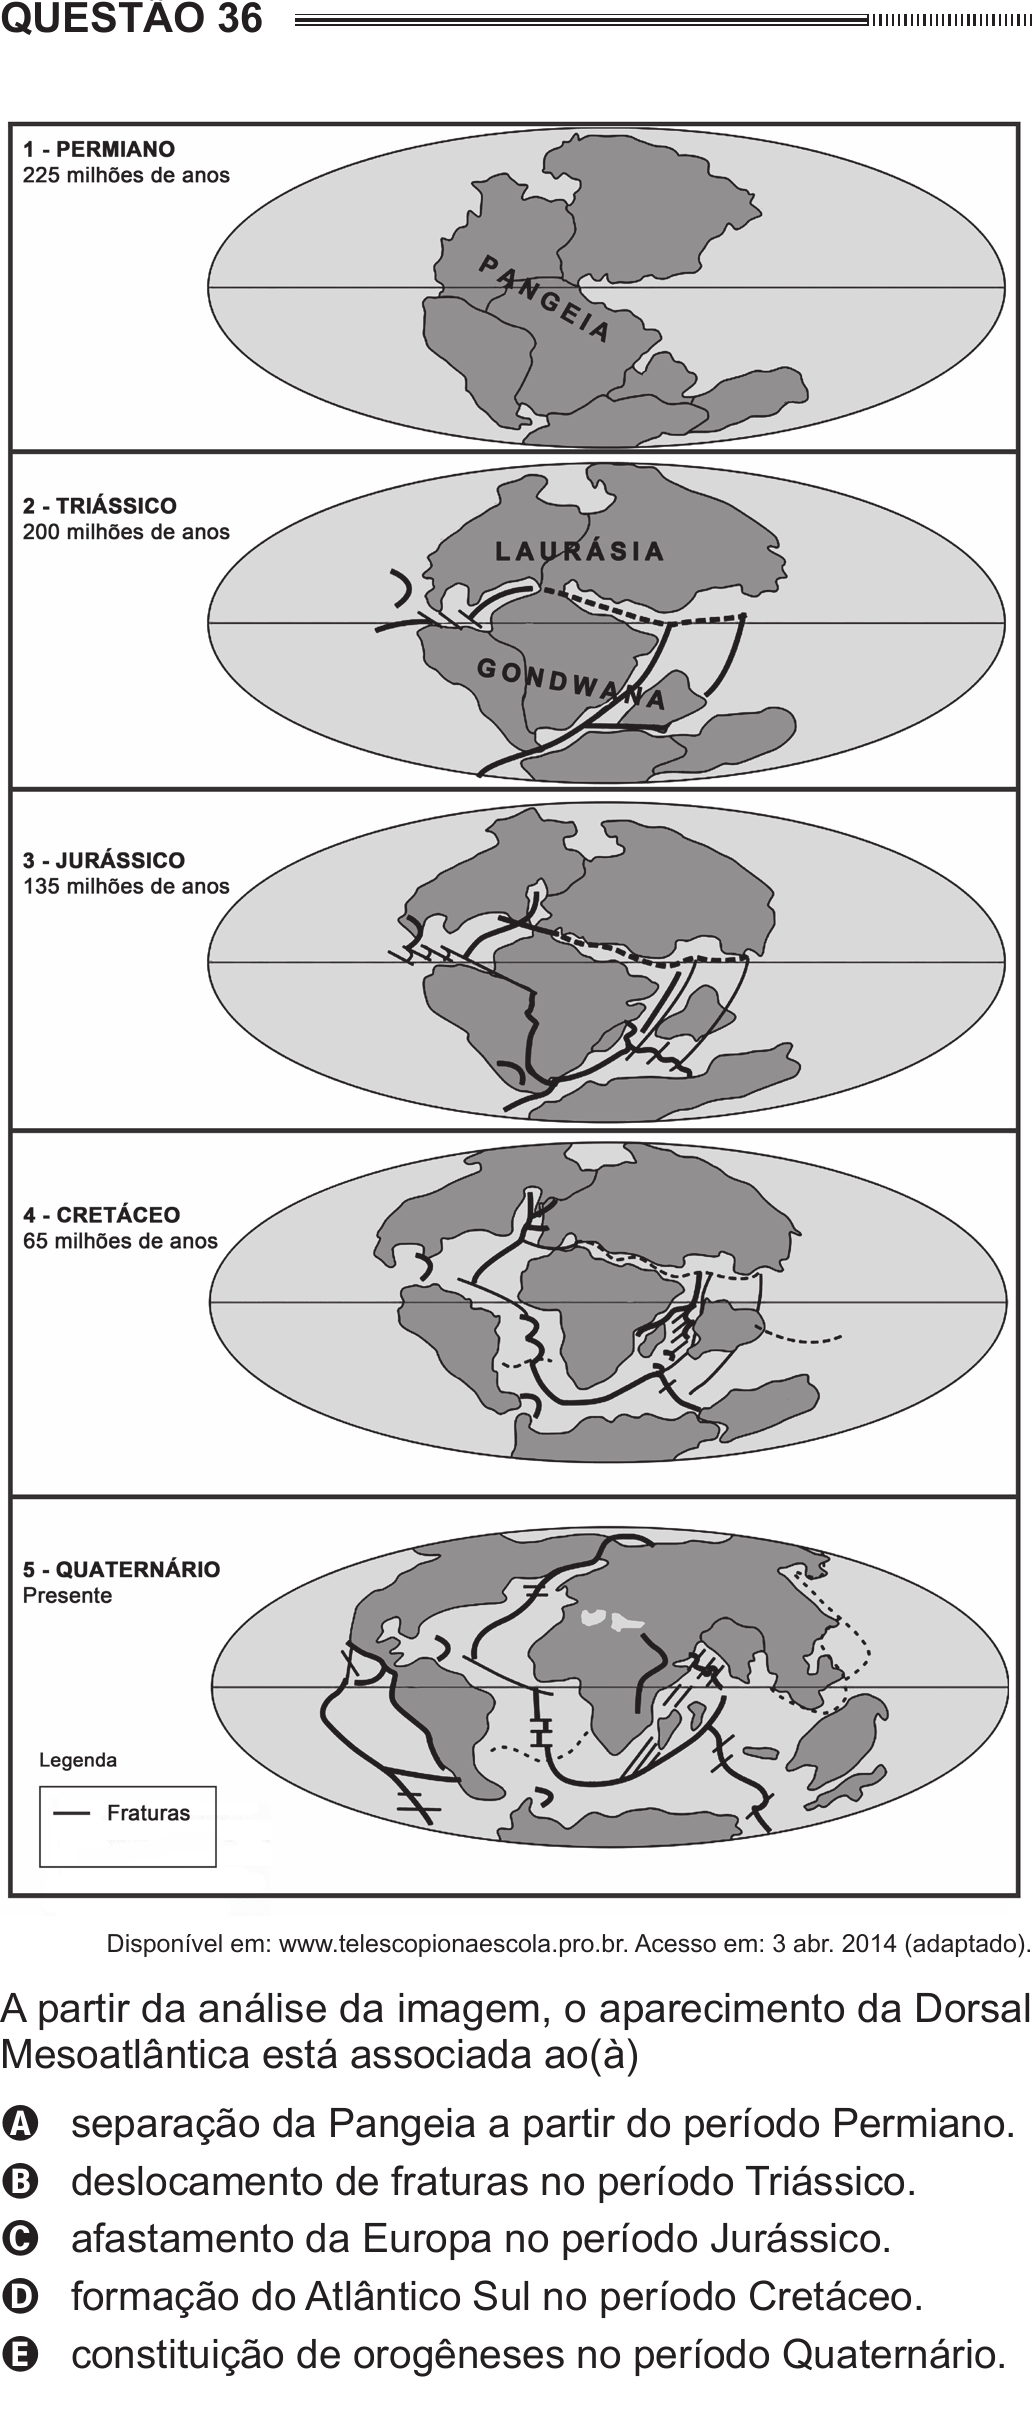 QUESTÃO 36
1 - PERMIANO
225 milhões de anos
PANGEIA
2 - TRIÁSSICO
200 milhões de anos
LAURÁSIA
GONDWANA
3 - JURÁSSICO
135 milhões de anos
4 - CRETÁCEO
65 milhões de anos
5 - QUATERNÁRIO
Presente
Legenda
Fraturas
Disponível em: www.telescopionaescola.pro.br. Acesso em: 3 abr. 2014 (adaptado).
A partir da análise da imagem, o aparecimento da Dorsal
Mesoatlântica está associada ao(à)
A separação da Pangeia a partir do período Permiano.
B deslocamento de fraturas no período Triássico.
C afastamento da Europa no período Jurássico.
D formação do Atlântico Sul no período Cretáceo.
E constituição de orogêneses no período Quaternário.